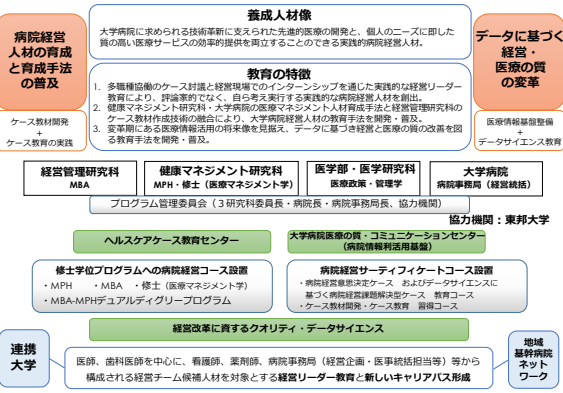 病院経営
人材の育成
と育成手法
の普及
ケース教材開発
+
ケース教育の実践
養成人材像
大学病院に求められる技術革新に支えられた先進的医療の開発と、個人のニーズに即した
質の高い医療サービスの効率的提供を両立することのできる実践的病院経営人材。
教育の特徴
1. 多職種協働のケース討議と経営現場でのインターンシップを通じた実践的な経営リーダー
教育により、評論家的でなく、自ら考え実行する実践的な病院経営人材を創出。
2. 健康マネジメント研究科・大学病院の医療マネジメント人材育成手法と経営管理研究科の
ケース教材作成技術の融合により、大学病院経営人材の教育手法を開発・普及。
3. 変革期にある医療情報活用の将来像を見据え、データに基づき経営と医療の質の改善を図
る教育手法を開発・普及。
データに基づく
経営・
医療の質
の変革
医療情報基盤整備
+
データサイエンス教育
経営管理研究科
MBA
健康マネジメント研究科
MPH・修士（医療マネジメント学）
医学部・医学研究科
医療政策・管理学
大学病院
病院事務局（経営統括）
プログラム管理委員会（３研究科委員長・病院長・病院事務局長、協力機関）
協力機関：東邦大学
ヘルスケアケース教育センター
大学病院医療の質・コミュニケーションセンター
（病院情報利活用基盤）
修士学位プログラムへの病院経営コース設置
・MPH ・MBA ・修士（医療マネジメント学）
・MBA-MPHデュアルディグリープログラム
病院経営サーティフィケートコース設置
・病院経営意思決定ケース およびデータサイエンスに
基づく病院経営課題解決型ケース 教育コース
・ケース教材開発・ケース教育 習得コース
経営改革に資するクオリティ・データサイエンス
連携
大学
医師、歯科医師を中心に、看護師、薬剤師、病院事務局（経営企画・医事統括担当等）等から
構成される経営チーム候補人材を対象とする経営リーダー教育と新しいキャリアパス形成
地域
基幹病院
ネット
ワーク